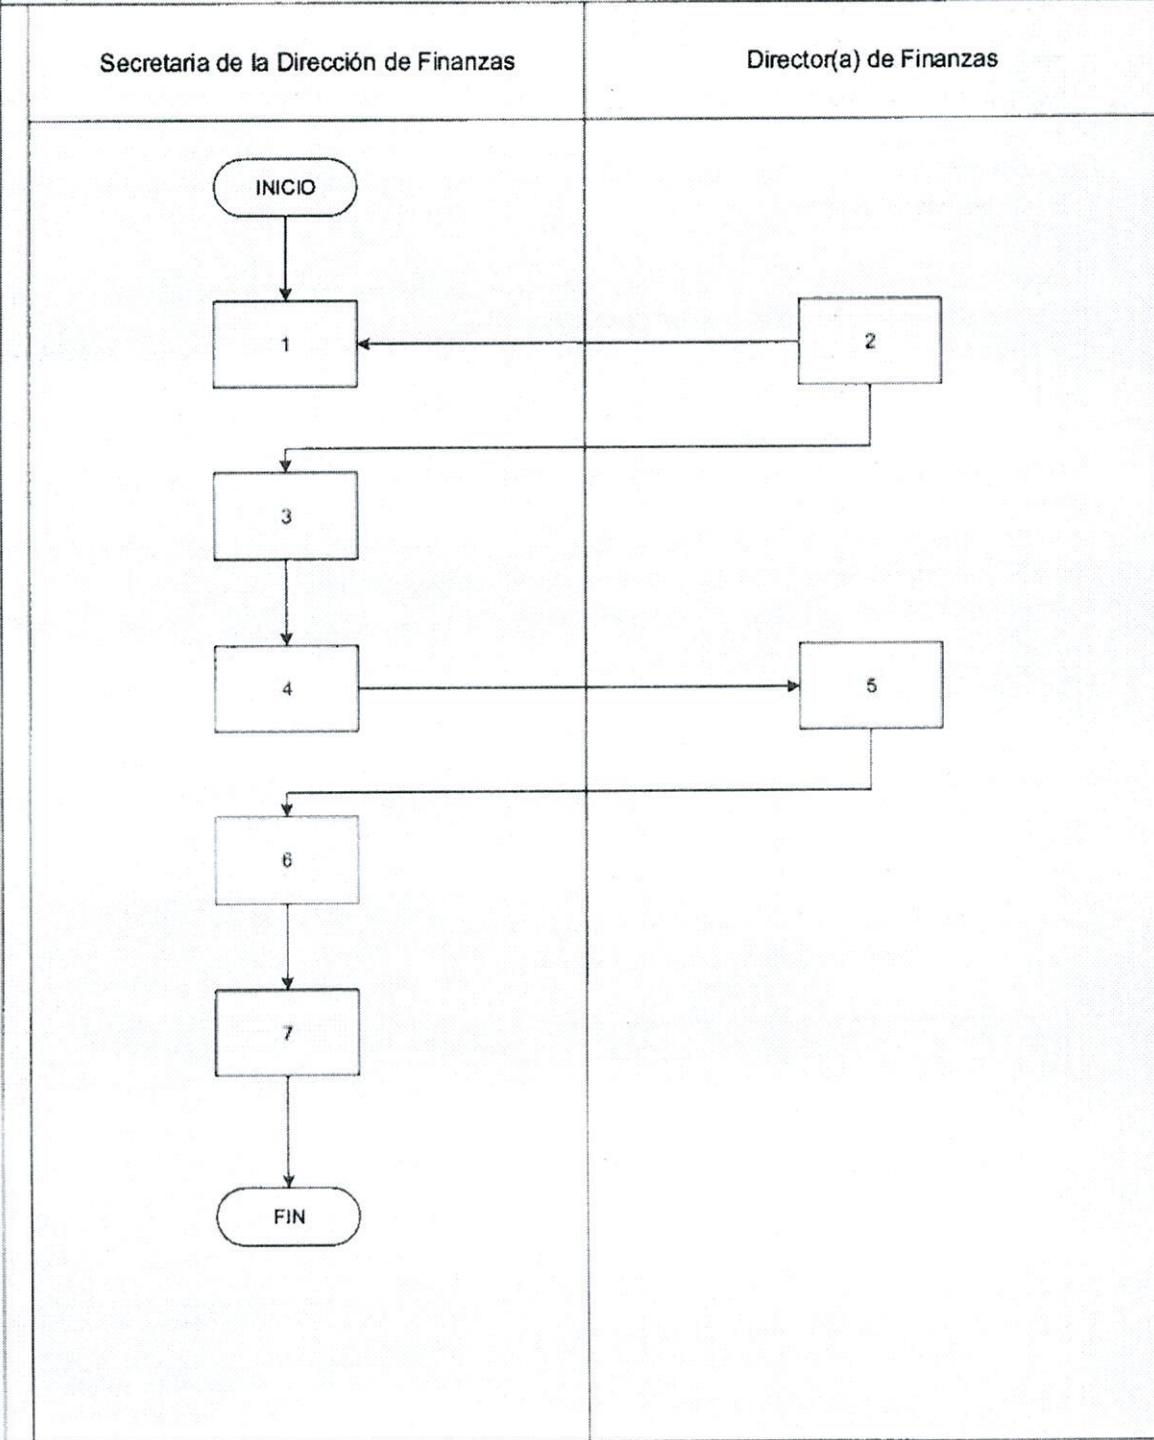 Secretaria de la Dirección de Finanzas
Director(a) de Finanzas
INICIO
1
2
3
4
5
6
7
FIN